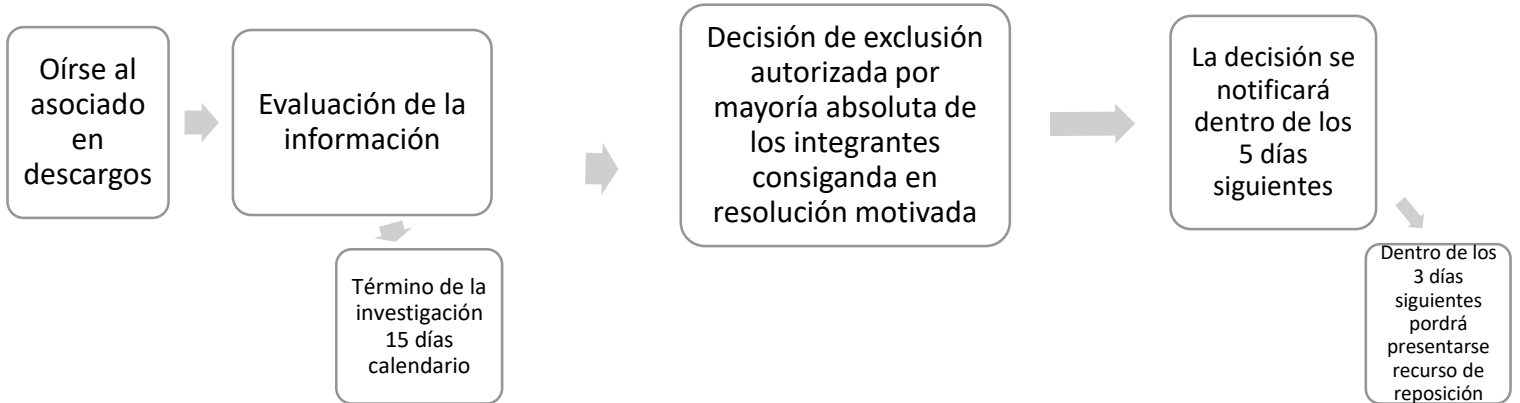 Oírse al
asociado
en
descargos
Evaluación de la
información
Término de la
investigación
15 días
calendario
Decisión de exclusión
autorizada por
mayoría absoluta de
los integrantes
consiganda en
resolución motivada
La decisión se
notificará
dentro de los
5 días
siguientes
Dentro de los
3 días
siguientes
pordrá
presentarse
recurso de
reposición